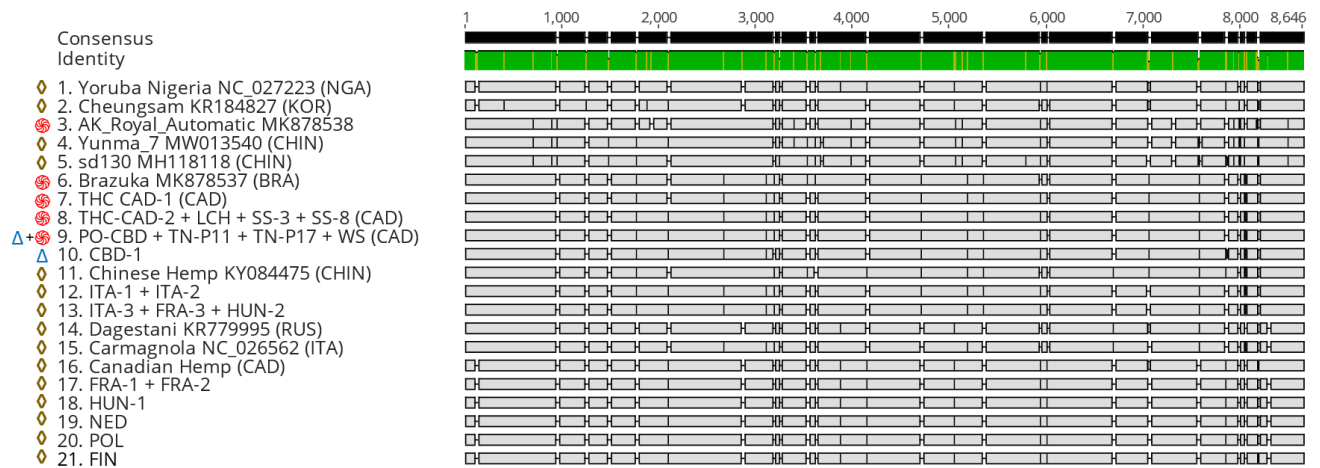 1 1,000 2,000 3,000 4,000 5,000 6,000 7,000 8,000 8,646
Consensus
Identity
1. Yoruba Nigeria NC_027223 (NGA)
2. Cheungsam KR184827 (KOR)
3. AK_Royal_Automatic MK878538
4. Yunma_7 MW013540 (CHIN)
5. sd130 MH118118 (CHIN)
6. Brazuka MK878537 (BRA)
7. THC CAD-1 (CAD)
8. THC-CAD-2 + LCH + SS-3 + SS-8 (CAD)
Δ+ 9. PO-CBD + TN-P11 + TN-P17 + WS (CAD)
Δ 10. CBD-1
11. Chinese Hemp KY084475 (CHIN)
12. ITA-1 + ITA-2
13. ITA-3 + FRA-3 + HUN-2
14. Dagestani KR779995 (RUS)
15. Carmagnola NC_026562 (ITA)
16. Canadian Hemp (CAD)
17. FRA-1 + FRA-2
18. HUN-1
19. NED
20. POL
21. FIN